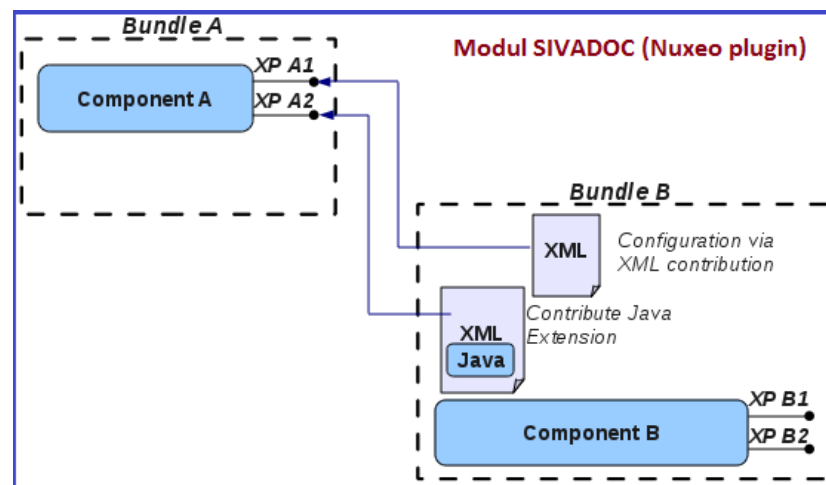 Bundle A
Modul SIVADOC (Nuxeo plugin)
XP A1
Component A
XP A2
Bundle B
XML
Configuration via
XML contribution
Contribute Java
Extension
XML
Java
XP B1
Component B
XP B2